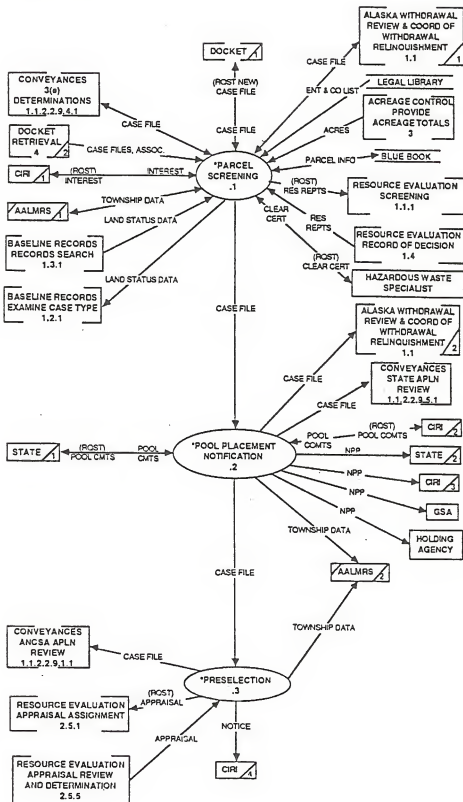 ALASKA WITHDRAWAL
REVIEW & COORD OF
WITHDRAWAL
RELINQUISHMENT
1.1
1
DOCKET
1
CASE FILE
(RQST NEW)
CASE FILE
CASE FILE
ENT & CO LIST
LEGAL LIBRARY
CONVEYANCES
3(e)
DETERMINATIONS
1.1.2.2.9.4.1
CASE FILE
ACRES
ACREAGE CONTROL
PROVIDE
ACREAGE TOTALS
3
DOCKET
RETRIEVAL
4
2
CASE FILES, ASSOC.
*PARCEL
SCREENING
.1
PARCEL INFO
BLUE BOOK
CIRI
1
(RQST)
INTEREST
INTEREST
(RQST)
RES REPTS
RESOURCE EVALUATION
SCREENING
1.1.1
AALMRS
1
TOWNSHIP DATA
CLEAR
CERT
RES
REPTS
RESOURCE EVALUATION
RECORD OF DECISION
1.4
BASELINE RECORDS
RECORDS SEARCH
1.3.1
LAND STATUS DATA
(RQST)
CLEAR CERT
HAZARDOUS WASTE
SPECIALIST
BASELINE RECORDS
EXAMINE CASE TYPE
1.2.1
LAND STATUS DATA
CASE FILE
ALASKA WITHDRAWAL
REVIEW & COORD OF
WITHDRAWAL
RELINQUISHMENT
1.1
2
CASE FILE
CONVEYANCES
STATE APLN
REVIEW
1.1.2.2.9.5.1
CASE FILE
STATE
1
(RQST)
POOL CMTS
POOL
CMTS
*POOL PLACEMENT
NOTIFICATION
.2
POOL
COMTS
(RQST)
POOL COMTS
CIRI
2
NPP
STATE
2
NPP
CIRI
3
NPP
GSA
NPP
HOLDING
AGENCY
TOWNSHIP DATA
CASE FILE
AALMRS
2
TOWNSHIP DATA
CONVEYANCES
ANCSA APLN
REVIEW
1.1.2.2.9.1.1
CASE FILE
*PRESELECTION
.3
RESOURCE EVALUATION
APPRAISAL ASSIGNMENT
2.5.1
(RQST)
APPRAISAL
APPRAISAL
NOTICE
RESOURCE EVALUATION
APPRAISAL REVIEW
AND DETERMINATION
2.5.5
CIRI
4